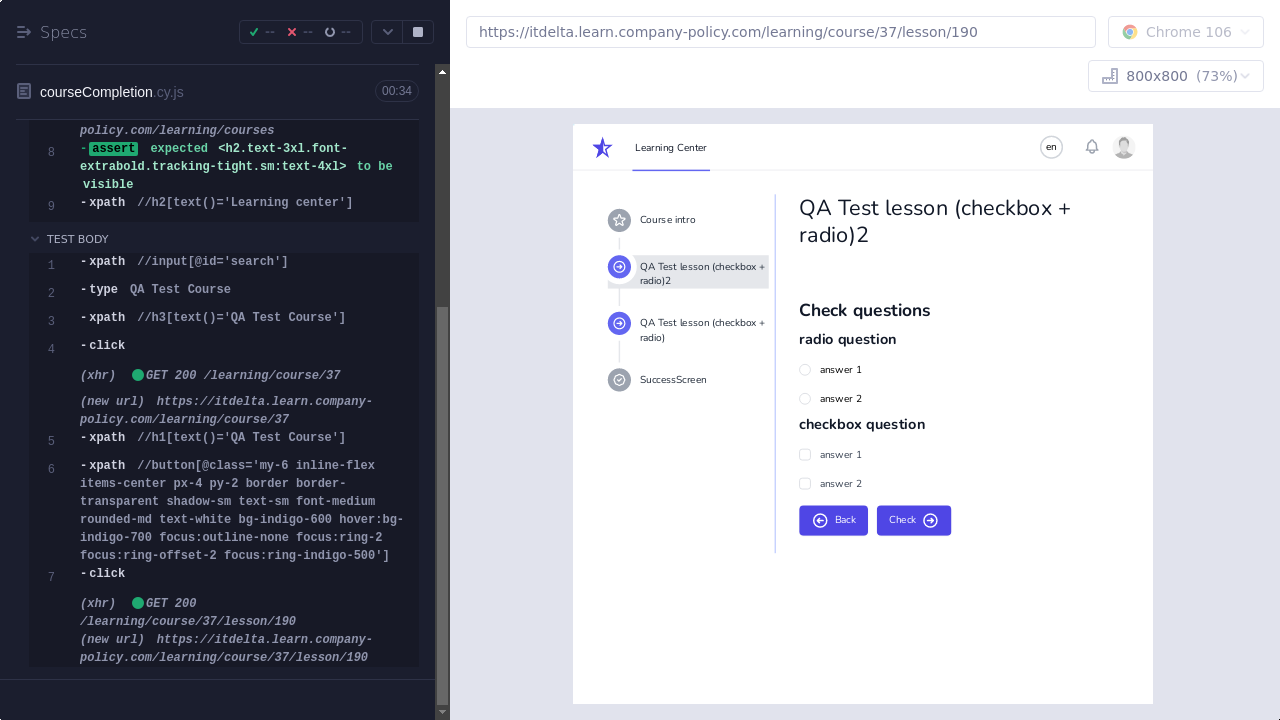 Specs
-- -- --
courseCompletion.cy.js
00:34
policy.com/learning/courses
8 -assert expected <h2.text-3xl.font-
extrabold.tracking-tight.sm:text-4xl> to be
visible
9 -xpath //h2[text()='Learning center']
TEST BODY
1 -xpath //input[@id='search']
2 -type QA Test Course
3 -xpath //h3[text()='QA Test Course']
4 -click
(xhr) GET 200 /learning/course/37
(new url) https://itdelta.learn.company-
policy.com/learning/course/37
5 -xpath //h1[text()='QA Test Course']
6 -xpath //button[@class='my-6 inline-flex
items-center px-4 py-2 border border-
transparent shadow-sm text-sm font-medium
rounded-md text-white bg-indigo-600 hover:bg-
indigo-700 focus:outline-none focus:ring-2
focus:ring-offset-2 focus:ring-indigo-500']
7 -click
(xhr) GET 200
/learning/course/37/lesson/190
(new url) https://itdelta.learn.company-
policy.com/learning/course/37/lesson/190
https://itdelta.learn.company-policy.com/learning/course/37/lesson/190
Chrome 106
800x800 (73%)
Learning Center
en
Course intro
QA Test lesson (checkbox +
radio)2
QA Test lesson (checkbox +
radio)
SuccessScreen
QA Test lesson (checkbox +
radio)2
Check questions
radio question
answer 1
answer 2
checkbox question
answer 1
answer 2
Back
Check